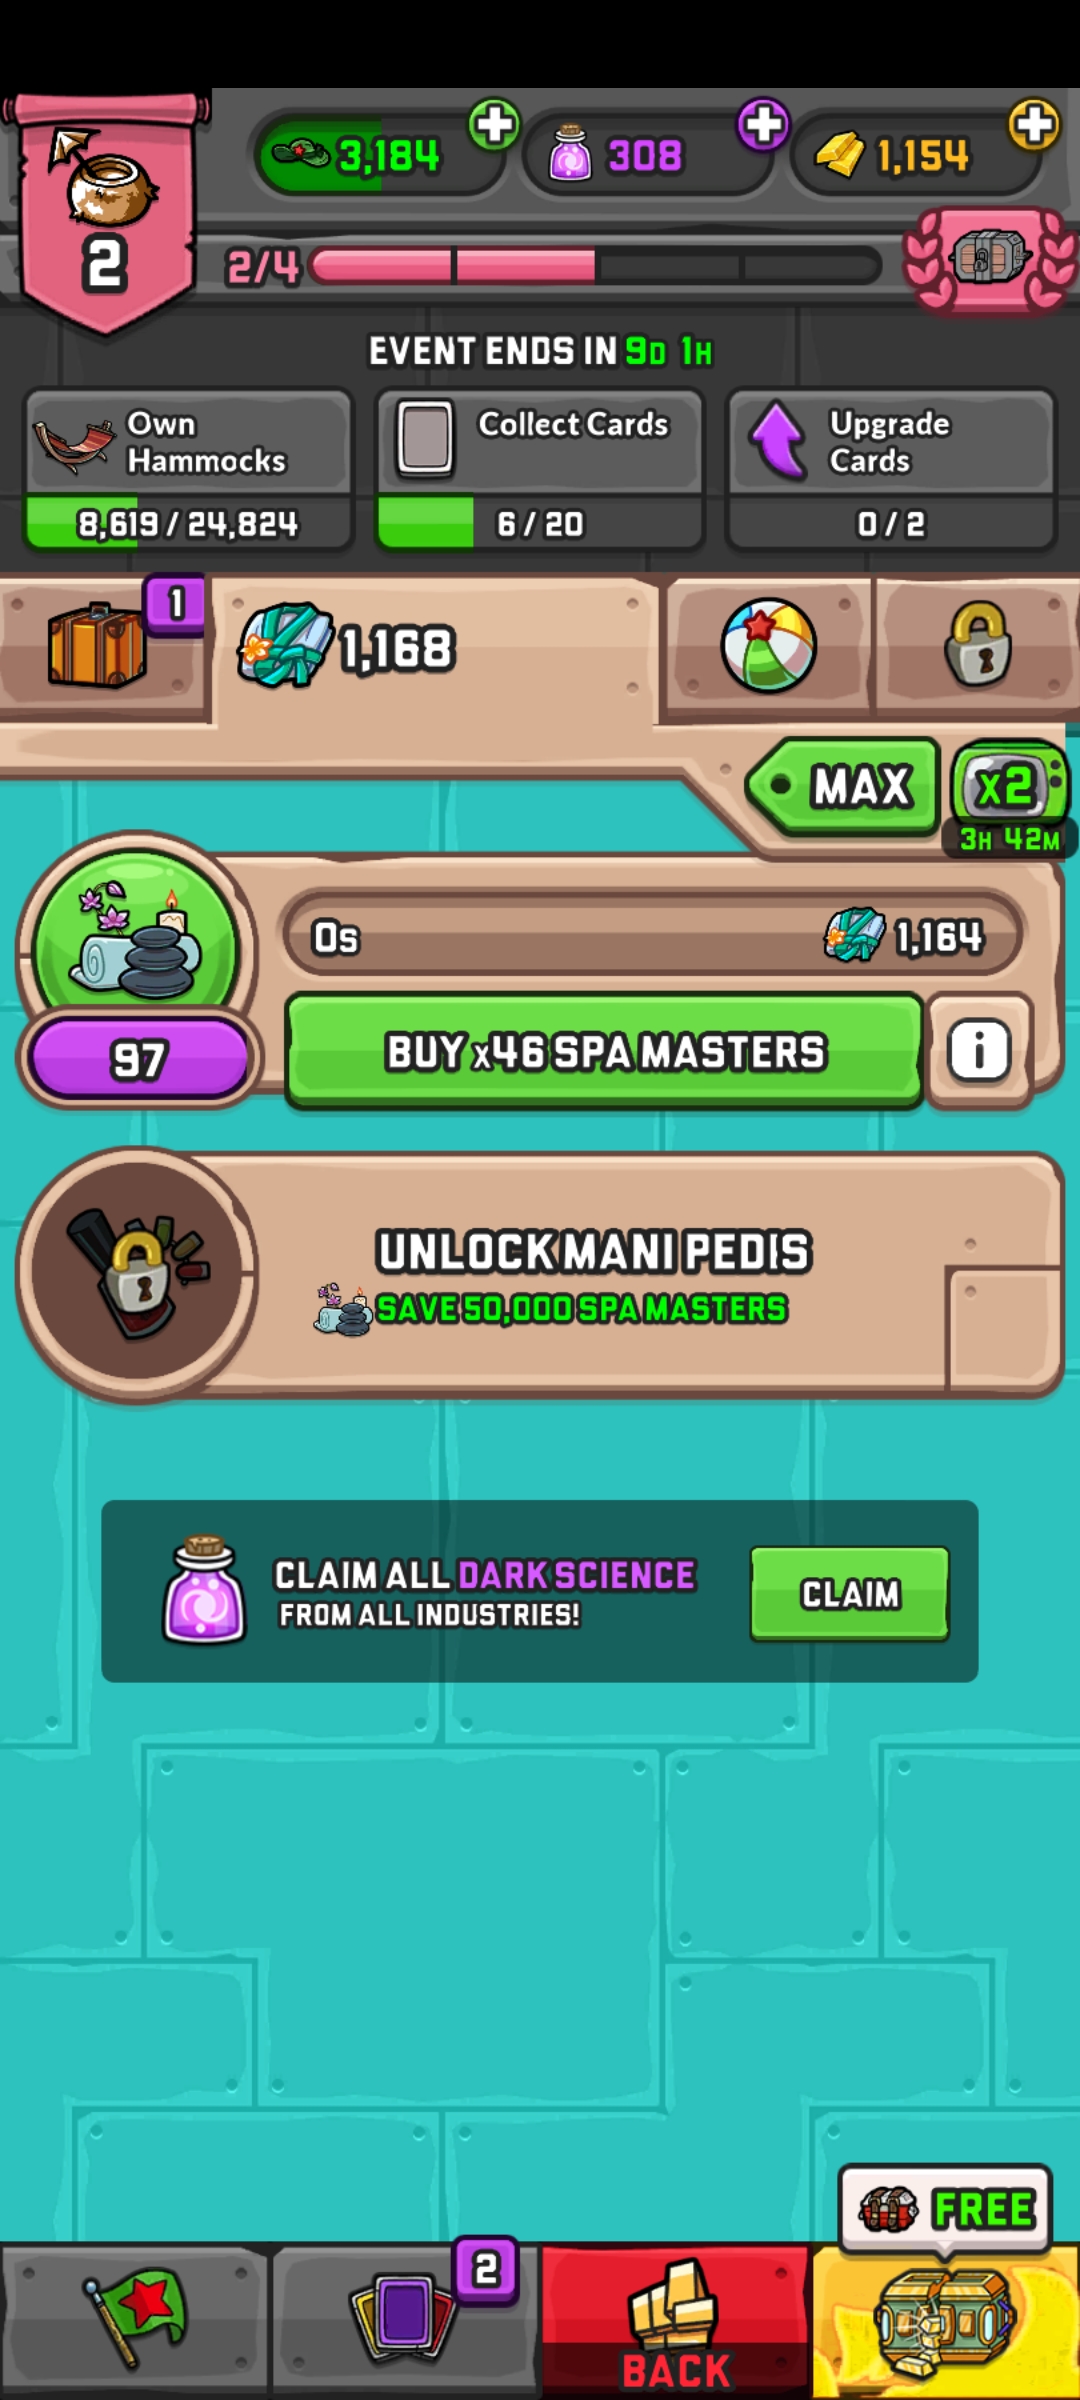 3,184
308
1,154
2
2/4
EVENT ENDS IN 9D 1H
Own
Hammocks
8,619 / 24,824
Collect Cards
6 / 20
Upgrade
Cards
0 / 2
1
1,168
MAX
x2
3H 42M
0s
1,164
97
BUY x46 SPA MASTERS
i
UNLOCK MANI PEDIS
SAVE 50,000 SPA MASTERS
CLAIM ALL DARK SCIENCE
FROM ALL INDUSTRIES!
CLAIM
FREE
2
BACK